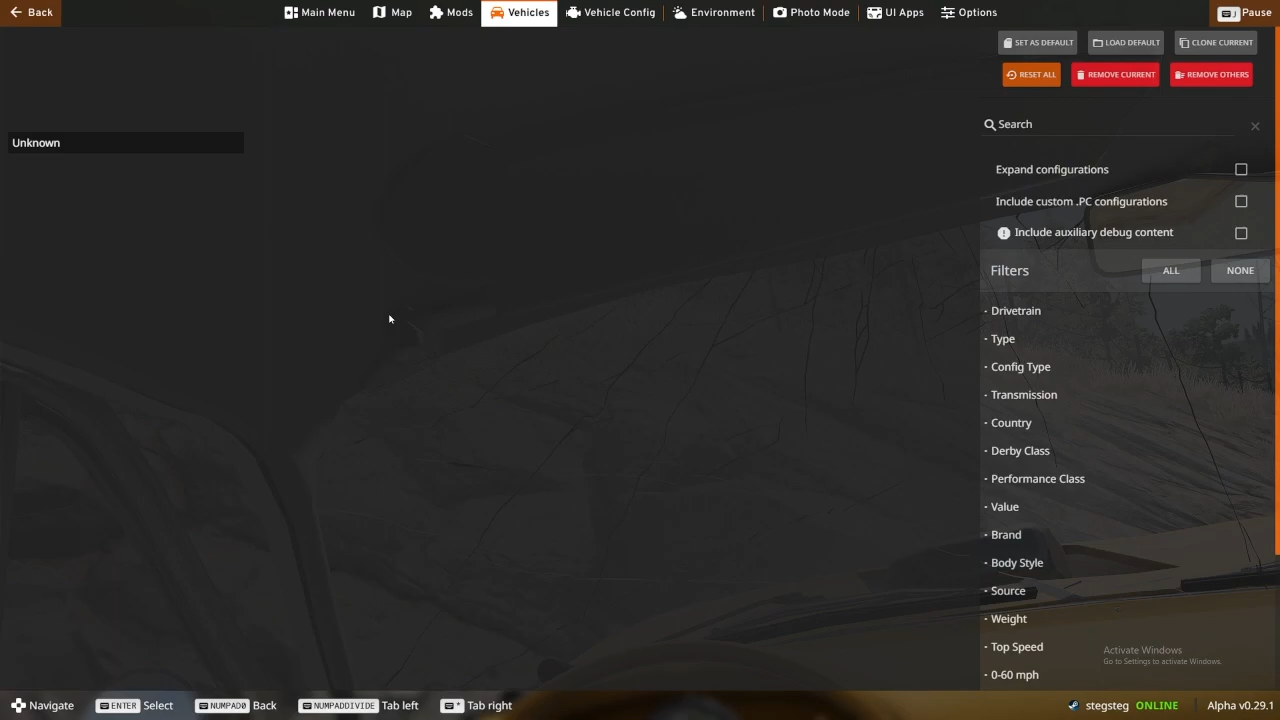 Back
Main Menu
Map
Mods
Vehicles
Vehicle Config
Environment
Photo Mode
UI Apps
Options
J Pause
SET AS DEFAULT
LOAD DEFAULT
CLONE CURRENT
RESET ALL
REMOVE CURRENT
REMOVE OTHERS
Unknown
Search
Expand configurations
Include custom .PC configurations
Include auxiliary debug content
Filters
ALL
NONE
- Drivetrain
- Type
- Config Type
- Transmission
- Country
- Derby Class
- Performance Class
- Value
- Brand
- Body Style
- Source
- Weight
- Top Speed
- 0-60 mph
Activate Windows
Go to Settings to activate Windows.
Navigate
ENTER Select
NUMPAD0 Back
NUMPADDIVIDE Tab left
* Tab right
stegsteg ONLINE
Alpha v0.29.1